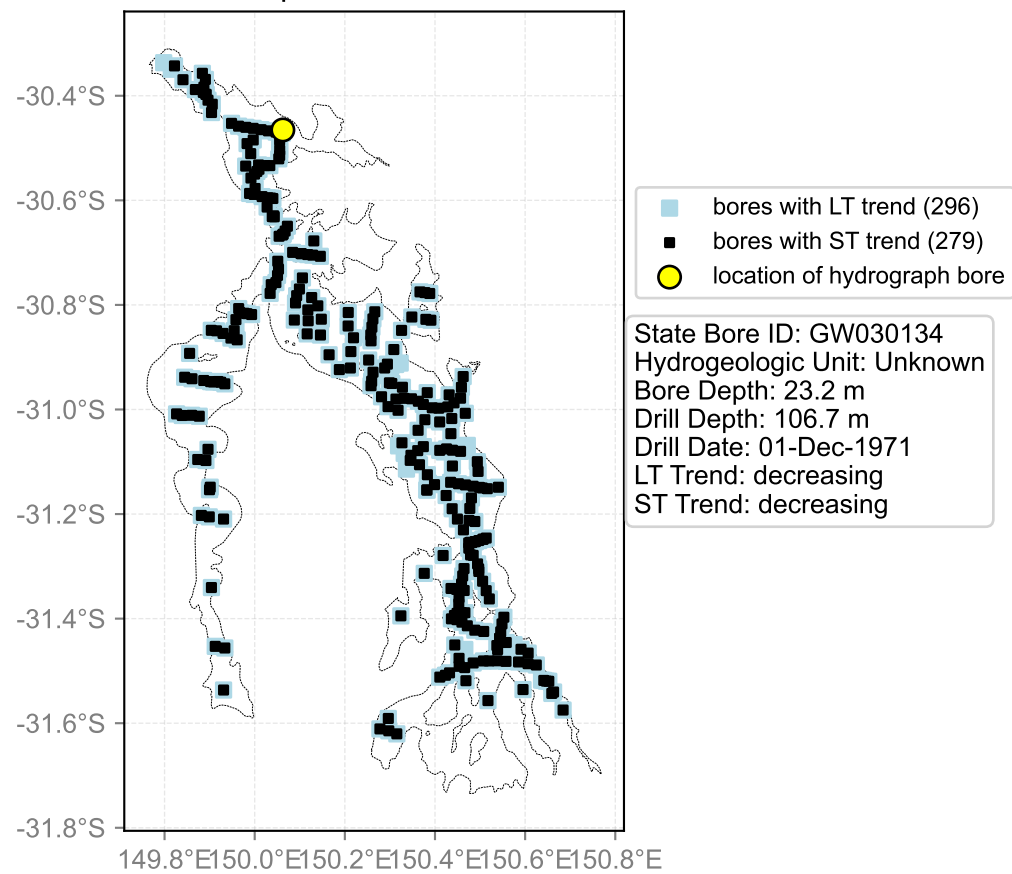 -30.4°S
-30.6°S
-30.8°S
-31.0°S
-31.2°S
-31.4°S
-31.6°S
-31.8°S
149.8°E150.0°E150.2°E150.4°E150.6°E150.8°E
bores with LT trend (296)
bores with ST trend (279)
location of hydrograph bore
State Bore ID: GW030134
Hydrogeologic Unit: Unknown
Bore Depth: 23.2 m
Drill Depth: 106.7 m
Drill Date: 01-Dec-1971
LT Trend: decreasing
ST Trend: decreasing